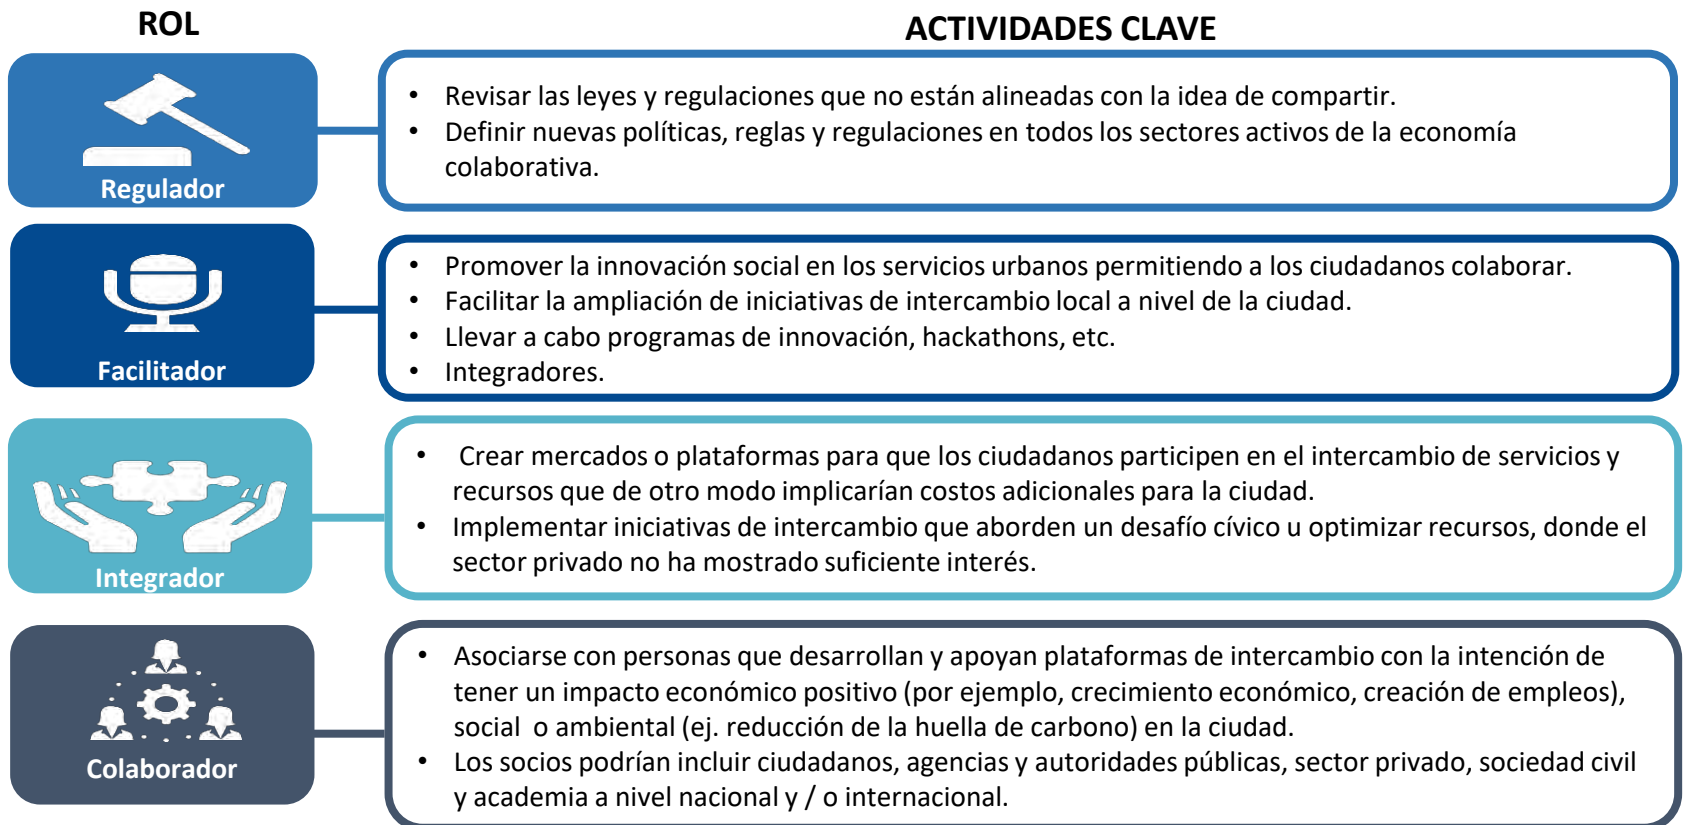 ROL
ACTIVIDADES CLAVE
Regulador
• Revisar las leyes y regulaciones que no están alineadas con la idea de compartir.
• Definir nuevas políticas, reglas y regulaciones en todos los sectores activos de la economía
colaborativa.
Facilitador
• Promover la innovación social en los servicios urbanos permitiendo a los ciudadanos colaborar.
• Facilitar la ampliación de iniciativas de intercambio local a nivel de la ciudad.
• Llevar a cabo programas de innovación, hackathons, etc.
• Integradores.
Integrador
• Crear mercados o plataformas para que los ciudadanos participen en el intercambio de servicios y
recursos que de otro modo implicarían costos adicionales para la ciudad.
• Implementar iniciativas de intercambio que aborden un desafío cívico u optimizar recursos, donde el
sector privado no ha mostrado suficiente interés.
Colaborador
• Asociarse con personas que desarrollan y apoyan plataformas de intercambio con la intención de
tener un impacto económico positivo (por ejemplo, crecimiento económico, creación de empleos),
social o ambiental (ej. reducción de la huella de carbono) en la ciudad.
• Los socios podrían incluir ciudadanos, agencias y autoridades públicas, sector privado, sociedad civil
y academia a nivel nacional y / o internacional.